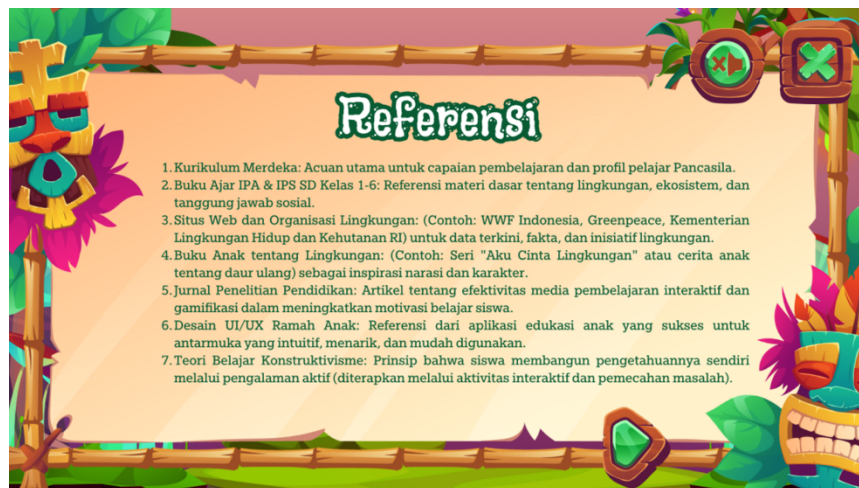 Referensi
1. Kurikulum Merdeka: Acuan utama untuk capaian pembelajaran dan profil pelajar Pancasila.
2. Buku Ajar IPA & IPS SD Kelas 1-6: Referensi materi dasar tentang lingkungan, ekosistem, dan
tanggung jawab sosial.
3. Situs Web dan Organisasi Lingkungan: (Contoh: WWF Indonesia, Greenpeace, Kementerian
Lingkungan Hidup dan Kehutanan RI) untuk data terkini, fakta, dan inisiatif lingkungan.
4. Buku Anak tentang Lingkungan: (Contoh: Seri "Aku Cinta Lingkungan" atau cerita anak
tentang daur ulang) sebagai inspirasi narasi dan karakter.
5. Jurnal Penelitian Pendidikan: Artikel tentang efektivitas media pembelajaran interaktif dan
gamifikasi dalam meningkatkan motivasi belajar siswa.
6. Desain UI/UX Ramah Anak: Referensi dari aplikasi edukasi anak yang sukses untuk
antarmuka yang intuitif, menarik, dan mudah digunakan.
7. Teori Belajar Konstruktivisme: Prinsip bahwa siswa membangun pengetahuannya sendiri
melalui pengalaman aktif (diterapkan melalui aktivitas interaktif dan pemecahan masalah).